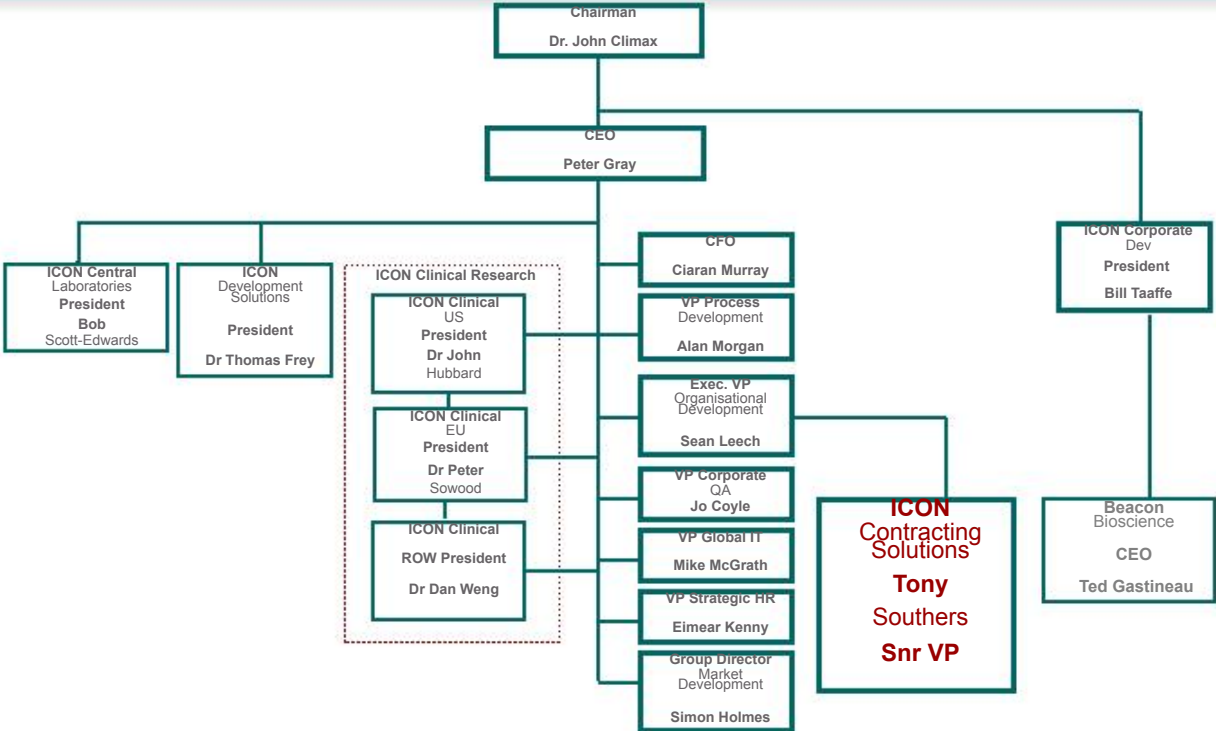 Chairman
Dr. John Climax
CEO
Peter Gray
ICON Central
Laboratories
President
Bob
Scott-Edwards
ICON
Development
Solutions
President
Dr Thomas Frey
ICON Clinical Research
ICON Clinical
US
President
Dr John
Hubbard
ICON Clinical
EU
President
Dr Peter
Sowood
ICON Clinical
ROW President
Dr Dan Weng
CFO
Ciaran Murray
VP Process
Development
Alan Morgan
Exec. VP
Organisational
Development
Sean Leech
VP Corporate
QA
Jo Coyle
VP Global IT
Mike McGrath
VP Strategic HR
Eimear Kenny
Group Director
Market
Development
Simon Holmes
ICON
Contracting
Solutions
Tony
Southers
Snr VP
ICON Corporate
Dev
President
Bill Taaffe
Beacon
Bioscience
CEO
Ted Gastineau